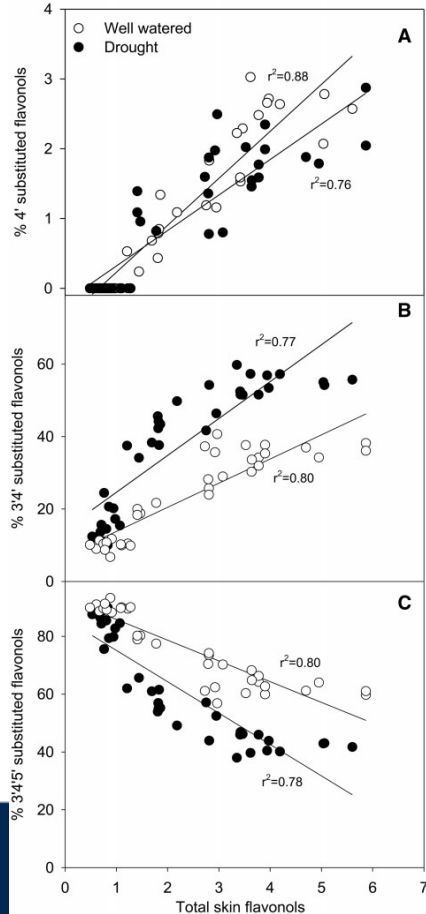 Well watered
Drought
A
4
r²=0.88
3
2
r²=0.76
1
0
% 4' substituted flavonols
B
r²=0.77
60
40
r²=0.80
20
0
% 3'4' substituted flavonols
C
80
r²=0.80
60
40
r²=0.78
20
0
% 3'4'5' substituted flavonols
0 1 2 3 4 5 6 7
Total skin flavonols